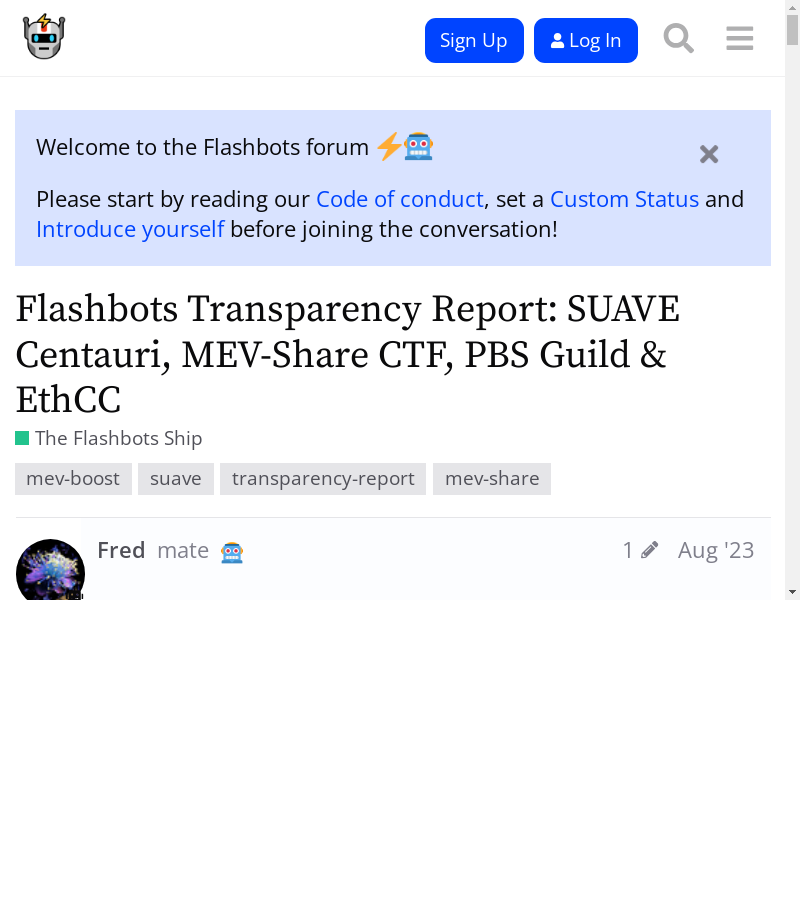 Sign Up
Log In
Welcome to the Flashbots forum
Please start by reading our Code of conduct, set a Custom Status and
Introduce yourself before joining the conversation!
Flashbots Transparency Report: SUAVE
Centauri, MEV-Share CTF, PBS Guild &
EthCC
The Flashbots Ship
mev-boost suave transparency-report mev-share
Fred mate 1 Aug '23